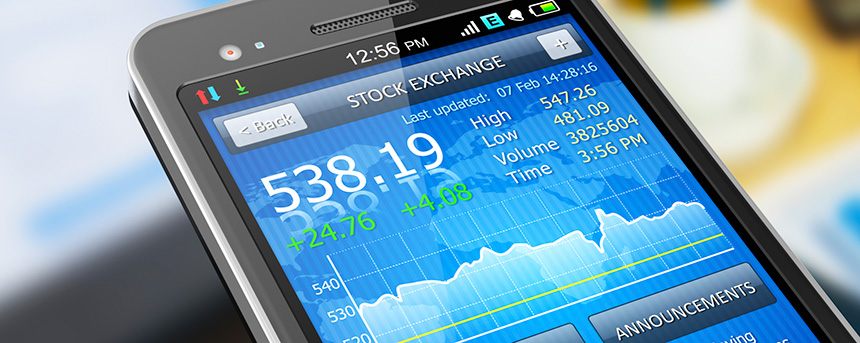 12:56 PM
E
STOCK EXCHANGE
< Back
+
Last updated: 07 Feb 14:28:16
538.19
+24.76 +4.08
High 547.26
Low 481.09
Volume 3825604
Time 3:56 PM
540
530
520
ANNOUNCEMENTS